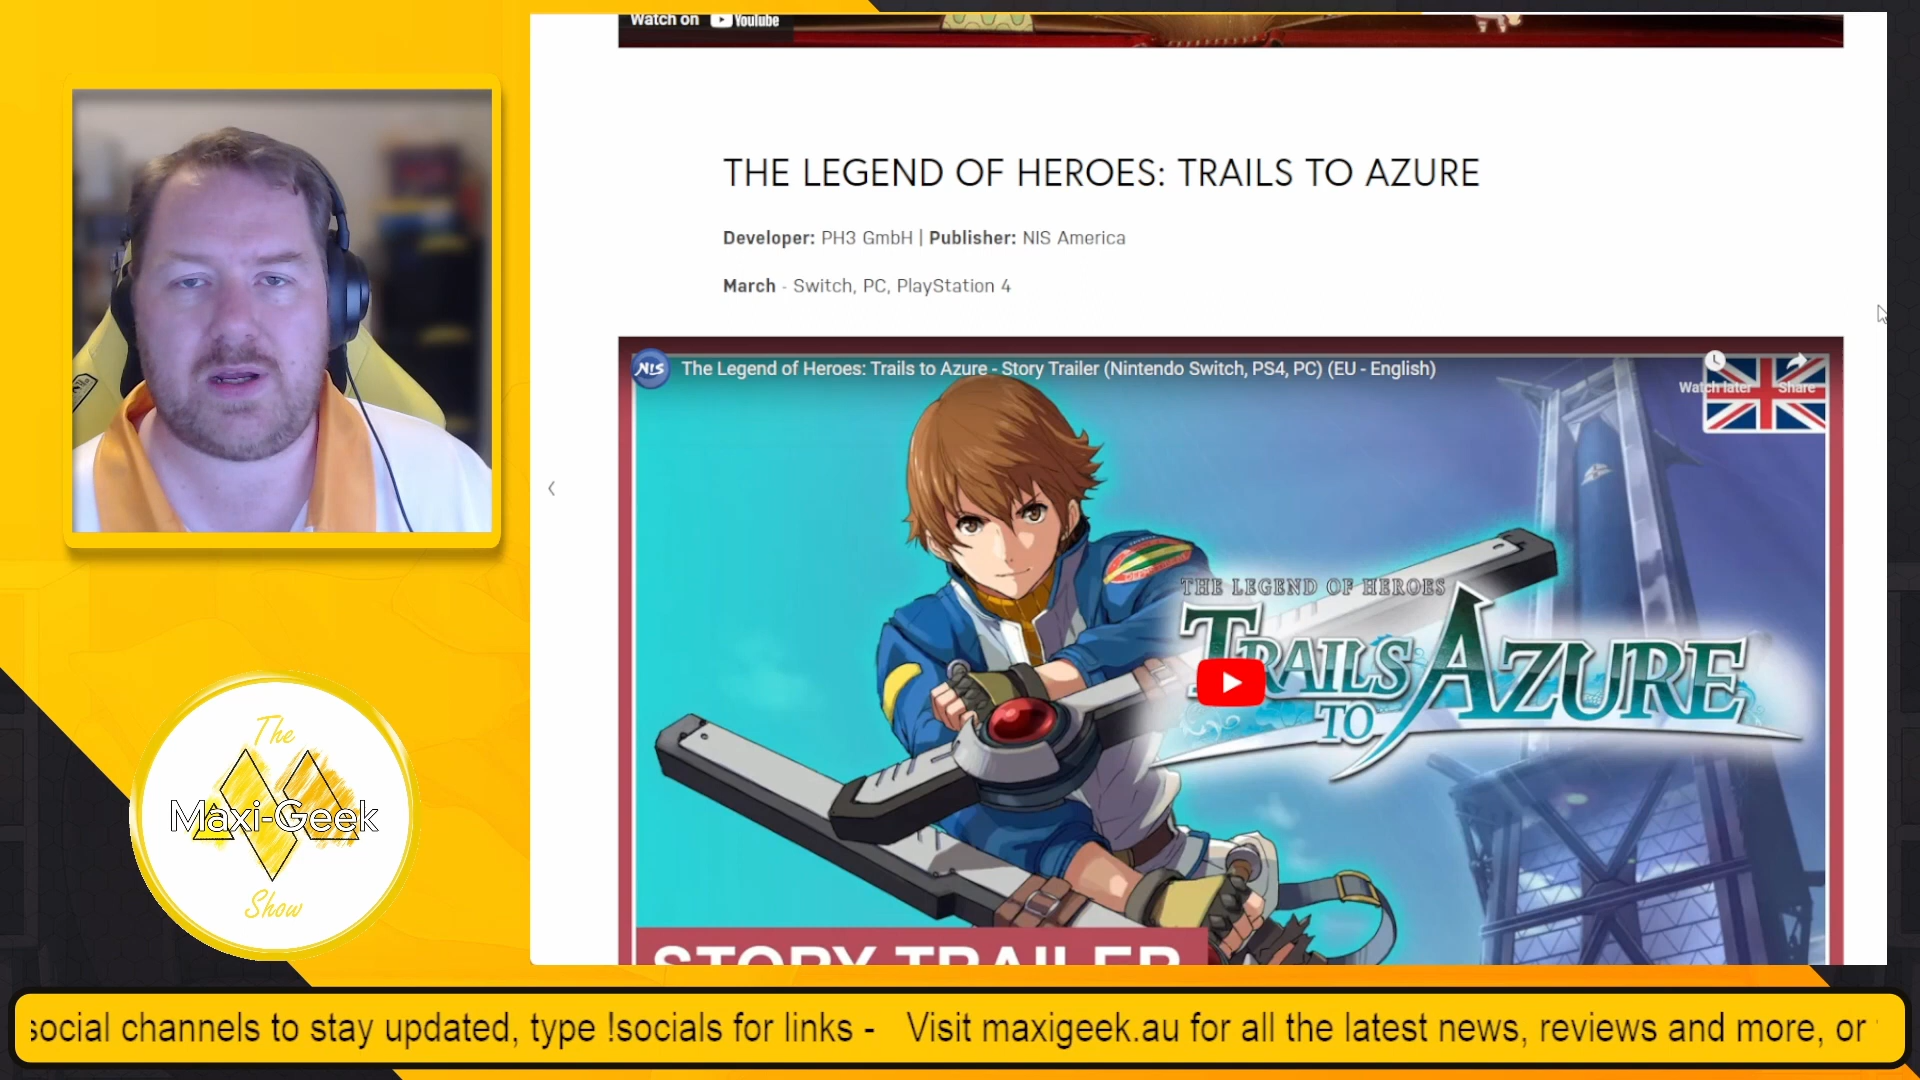 Watch on YouTube
THE LEGEND OF HEROES: TRAILS TO AZURE
Developer: PH3 GmbH | Publisher: NIS America
March - Switch, PC, PlayStation 4
NIS The Legend of Heroes: Trails to Azure - Story Trailer (Nintendo Switch, PS4, PC) (EU - English)
Watch later Share
THE LEGEND OF HEROES
TRAILS TO AZURE
STORY TRAILER
The
Maxi-Geek
Show
social channels to stay updated, type !socials for links - Visit maxigeek.au for all the latest news, reviews and more, or